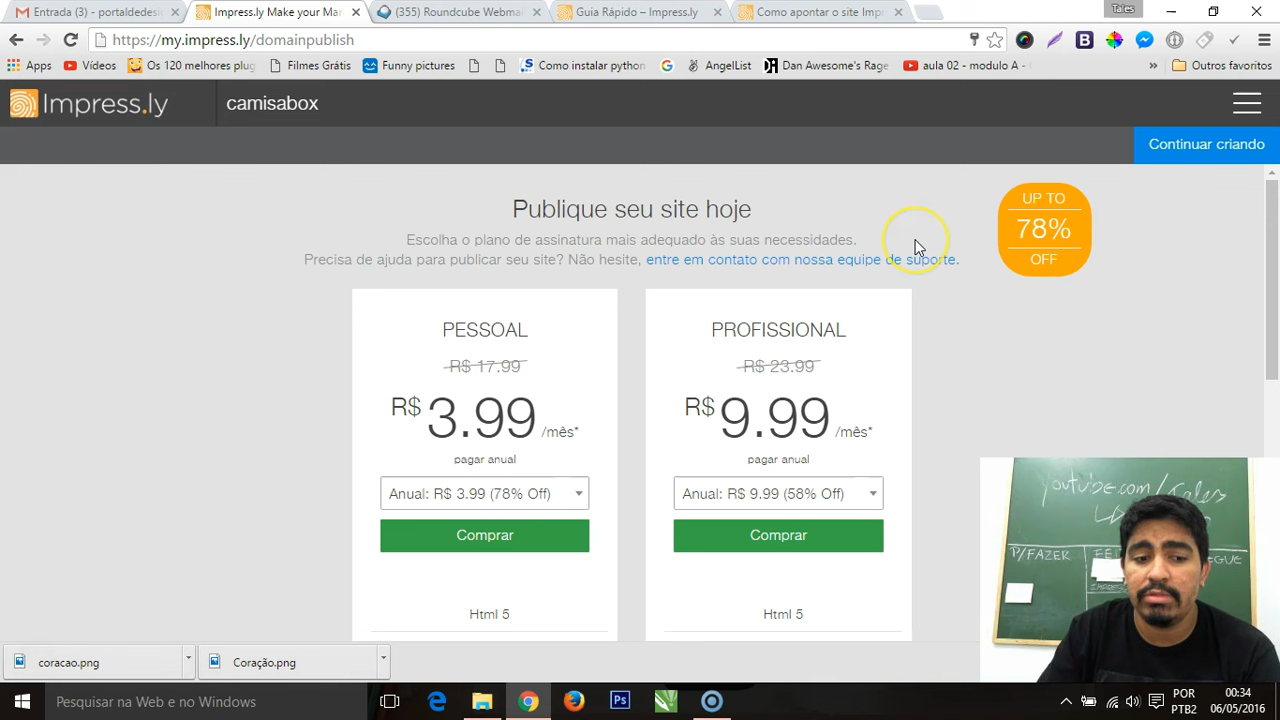 Entrada (3) - portaldedesi
Impress.ly Make your Mar
(355) Roundcube Webma
Guia Rápido – Impress.ly
Como apontar o site Imp
Tales
https://my.impress.ly/domainpublish
Apps
Vídeos
Os 120 melhores plug
Filmes Grátis
Funny pictures
Como instalar python
AngelList
Dan Awesome's Rage
aula 02 - modulo A -
»
Outros favoritos
Impress.ly
camisabox
Continuar criando
Publique seu site hoje
Escolha o plano de assinatura mais adequado às suas necessidades.
Precisa de ajuda para publicar seu site? Não hesite, entre em contato com nossa equipe de suporte.
UP TO
78%
OFF
PESSOAL
R$ 17.99
R$ 3.99 /mês*
pagar anual
Anual: R$ 3.99 (78% Off)
Comprar
Html 5
PROFISSIONAL
R$ 23.99
R$ 9.99 /mês*
pagar anual
Anual: R$ 9.99 (58% Off)
Comprar
Html 5
youtube.com/tales
P/FAZER
coracao.png
Coração.png
Pesquisar na Web e no Windows
Ps
POR
PTB2
00:34
06/05/2016